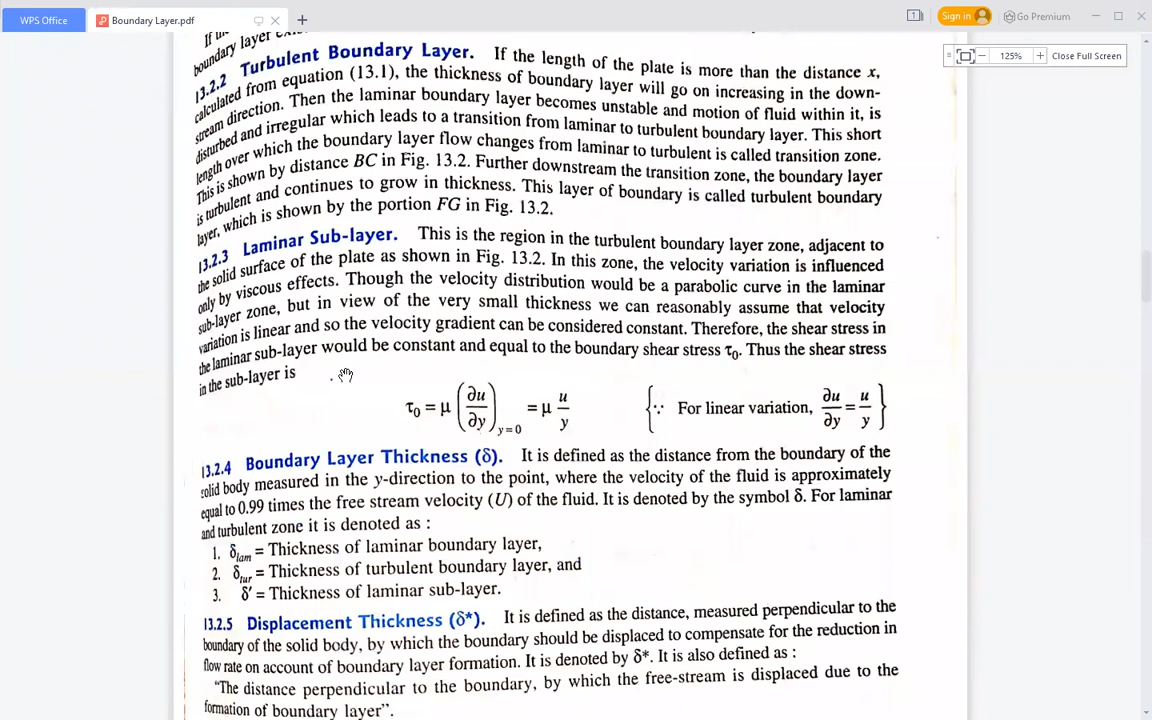 WPS Office
Boundary Layer.pdf
Sign in
Go Premium
125%
Close Full Screen
If
boundary layer
13.2.2 Turbulent Boundary Layer. If the length of the plate is more than the distance x,
calculated from equation (13.1), the thickness of boundary layer will go on increasing in the down-
stream direction. Then the laminar boundary layer becomes unstable and motion of fluid within it, is
disturbed and irregular which leads to a transition from laminar to turbulent boundary layer. This short
length over which the boundary layer flow changes from laminar to turbulent is called transition zone.
This is shown by distance BC in Fig. 13.2. Further downstream the transition zone, the boundary layer
is turbulent and continues to grow in thickness. This layer of boundary is called turbulent boundary
layer, which is shown by the portion FG in Fig. 13.2.
13.2.3 Laminar Sub-layer. This is the region in the turbulent boundary layer zone, adjacent to
the solid surface of the plate as shown in Fig. 13.2. In this zone, the velocity variation is influenced
only by viscous effects. Though the velocity distribution would be a parabolic curve in the laminar
sub-layer zone, but in view of the very small thickness we can reasonably assume that velocity
variation is linear and so the velocity gradient can be considered constant. Therefore, the shear stress in
the laminar sub-layer would be constant and equal to the boundary shear stress τ₀. Thus the shear stress
in the sub-layer is
τ₀ = μ (∂u/∂y)y=0 = μ u/y {∵ For linear variation, ∂u/∂y = u/y}
13.2.4 Boundary Layer Thickness (δ). It is defined as the distance from the boundary of the
solid body measured in the y-direction to the point, where the velocity of the fluid is approximately
equal to 0.99 times the free stream velocity (U) of the fluid. It is denoted by the symbol δ. For laminar
and turbulent zone it is denoted as :
1. δlam = Thickness of laminar boundary layer,
2. δtur = Thickness of turbulent boundary layer, and
3. δ′ = Thickness of laminar sub-layer.
13.2.5 Displacement Thickness (δ*). It is defined as the distance, measured perpendicular to the
boundary of the solid body, by which the boundary should be displaced to compensate for the reduction in
flow rate on account of boundary layer formation. It is denoted by δ*. It is also defined as :
"The distance perpendicular to the boundary, by which the free-stream is displaced due to the
formation of boundary layer".